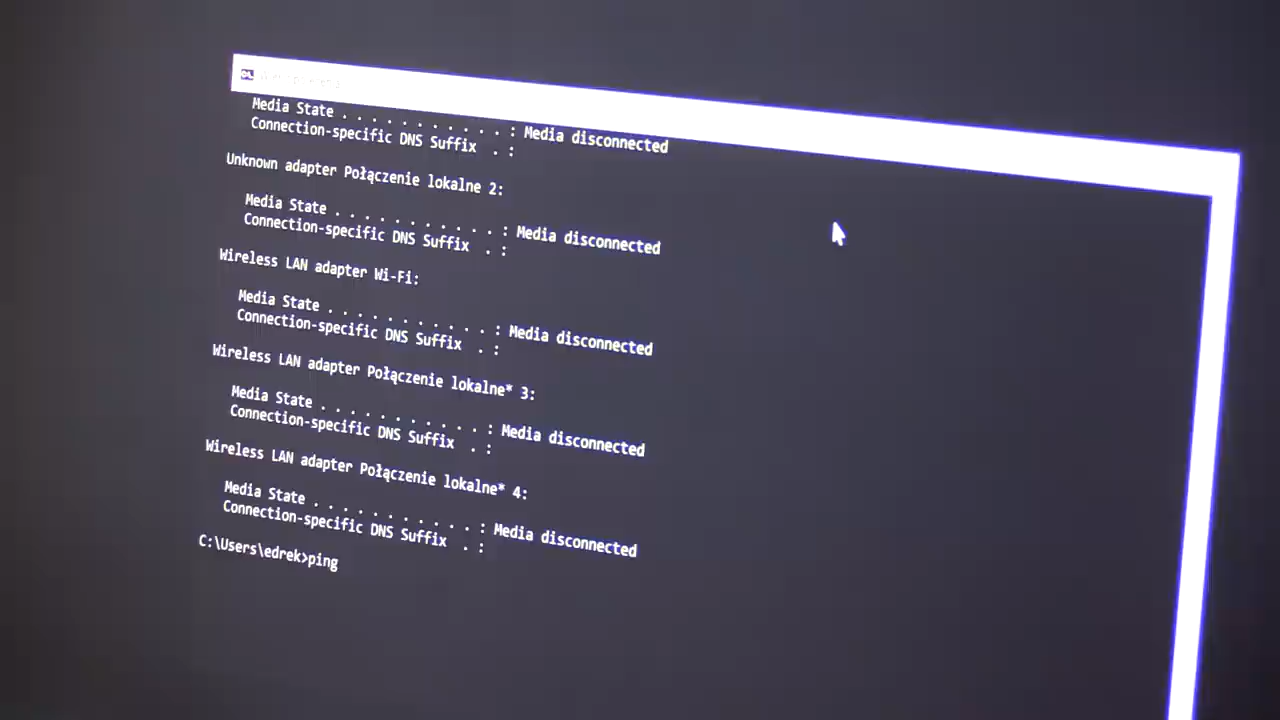 Media State . . . . . . . . . . . : Media disconnected
Connection-specific DNS Suffix  . :
Unknown adapter Połączenie lokalne 2:
Media State . . . . . . . . . . . : Media disconnected
Connection-specific DNS Suffix  . :
Wireless LAN adapter Wi-Fi:
Media State . . . . . . . . . . . : Media disconnected
Connection-specific DNS Suffix  . :
Wireless LAN adapter Połączenie lokalne* 3:
Media State . . . . . . . . . . . : Media disconnected
Connection-specific DNS Suffix  . :
Wireless LAN adapter Połączenie lokalne* 4:
Media State . . . . . . . . . . . : Media disconnected
Connection-specific DNS Suffix  . :
C:\Users\edrek>ping